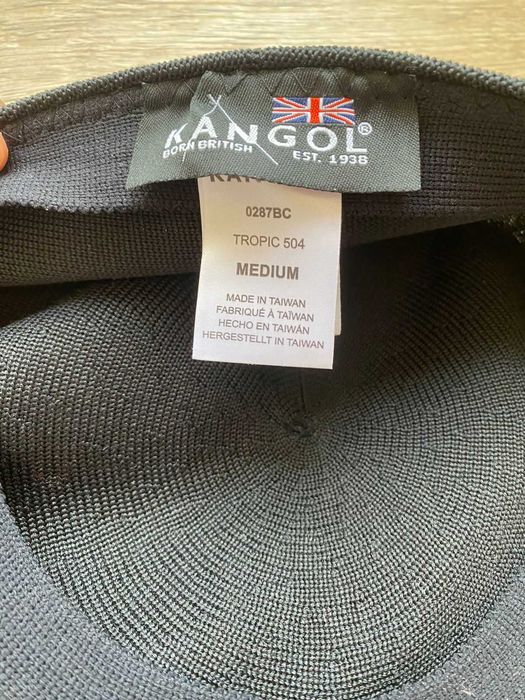 KANGOL®
BORN BRITISH EST. 1938
0287BC
TROPIC 504
MEDIUM
MADE IN TAIWAN
FABRIQUÉ À TAÏWAN
HECHO EN TAIWÁN
HERGESTELLT IN TAIWAN